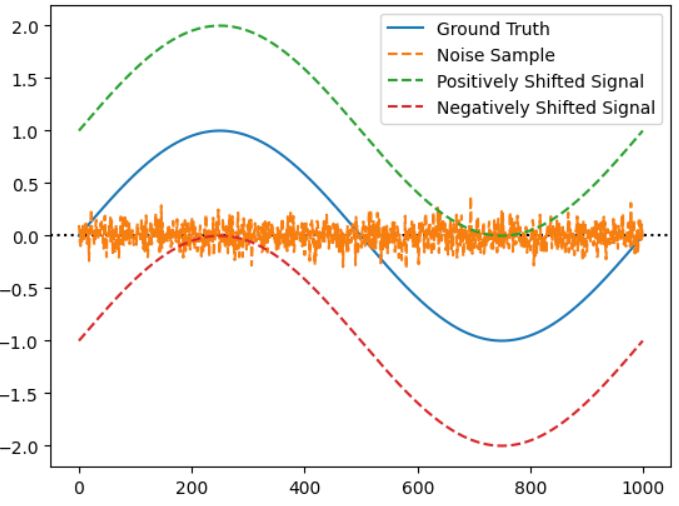 2.0
Ground Truth
Noise Sample
1.5
Positively Shifted Signal
Negatively Shifted Signal
1.0
0.5
0.0
−0.5
−1.0
−1.5
−2.0
0 200 400 600 800 1000